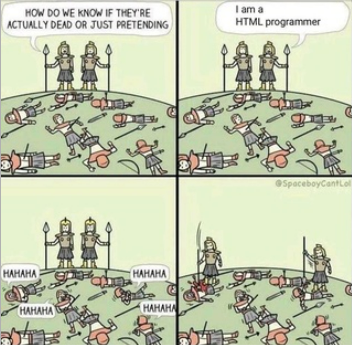 HOW DO WE KNOW IF THEY'RE
ACTUALLY DEAD OR JUST PRETENDING
I am a
HTML programmer
@SpaceboyCantLol
HAHAHA
HAHAHA
HAHAHA
HAHAHA